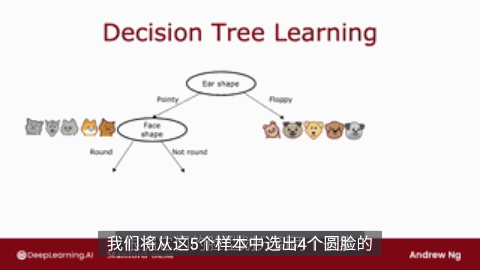 Decision Tree Learning
Ear shape
Pointy
Floppy
Face
shape
Round
Not round
我们将从这5个样本中选出4个圆脸的
DeepLearning.AI
Andrew Ng